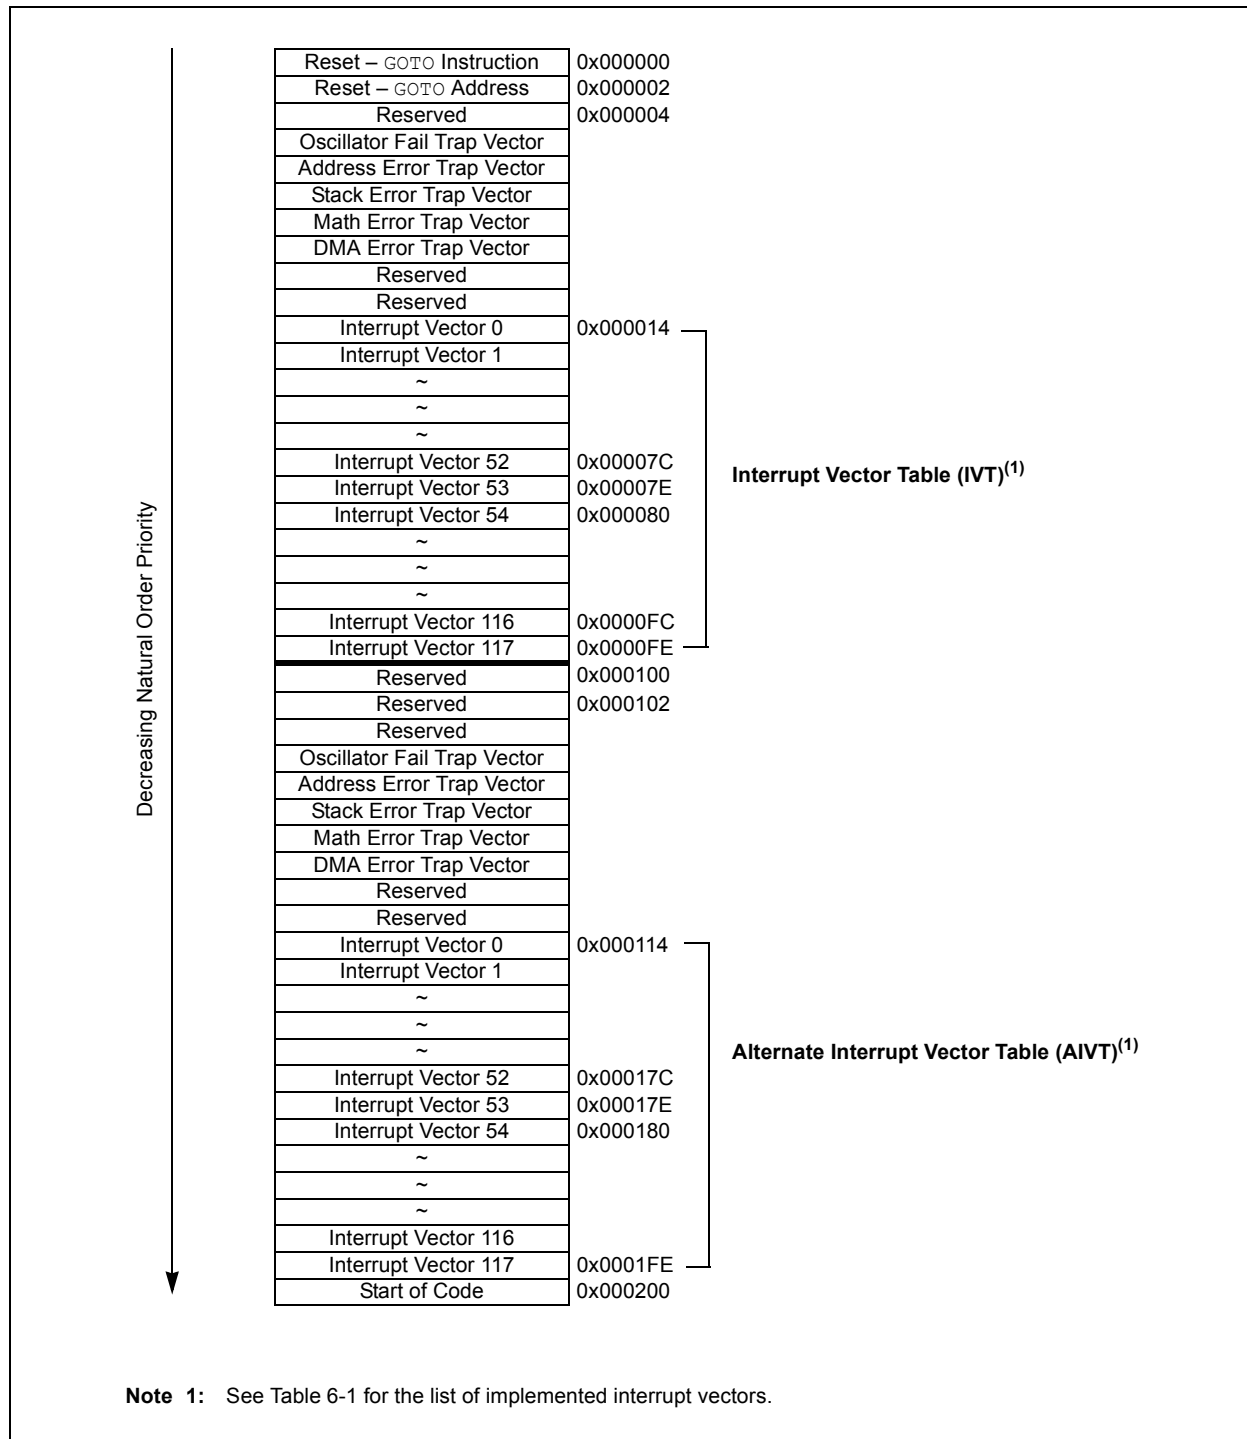 Reset – GOTO Instruction 0x000000
Reset – GOTO Address 0x000002
Reserved 0x000004
Oscillator Fail Trap Vector
Address Error Trap Vector
Stack Error Trap Vector
Math Error Trap Vector
DMA Error Trap Vector
Reserved
Reserved
Interrupt Vector 0 0x000014
Interrupt Vector 1
~
~
~
Interrupt Vector 52 0x00007C
Interrupt Vector Table (IVT)(1)
Interrupt Vector 53 0x00007E
Interrupt Vector 54 0x000080
~
~
~
Interrupt Vector 116 0x0000FC
Interrupt Vector 117 0x0000FE
Decreasing Natural Order Priority
Reserved 0x000100
Reserved 0x000102
Reserved
Oscillator Fail Trap Vector
Address Error Trap Vector
Stack Error Trap Vector
Math Error Trap Vector
DMA Error Trap Vector
Reserved
Reserved
Interrupt Vector 0 0x000114
Interrupt Vector 1
~
~
~
Alternate Interrupt Vector Table (AIVT)(1)
Interrupt Vector 52 0x00017C
Interrupt Vector 53 0x00017E
Interrupt Vector 54 0x000180
~
~
~
Interrupt Vector 116
Interrupt Vector 117 0x0001FE
Start of Code 0x000200
Note 1: See Table 6-1 for the list of implemented interrupt vectors.